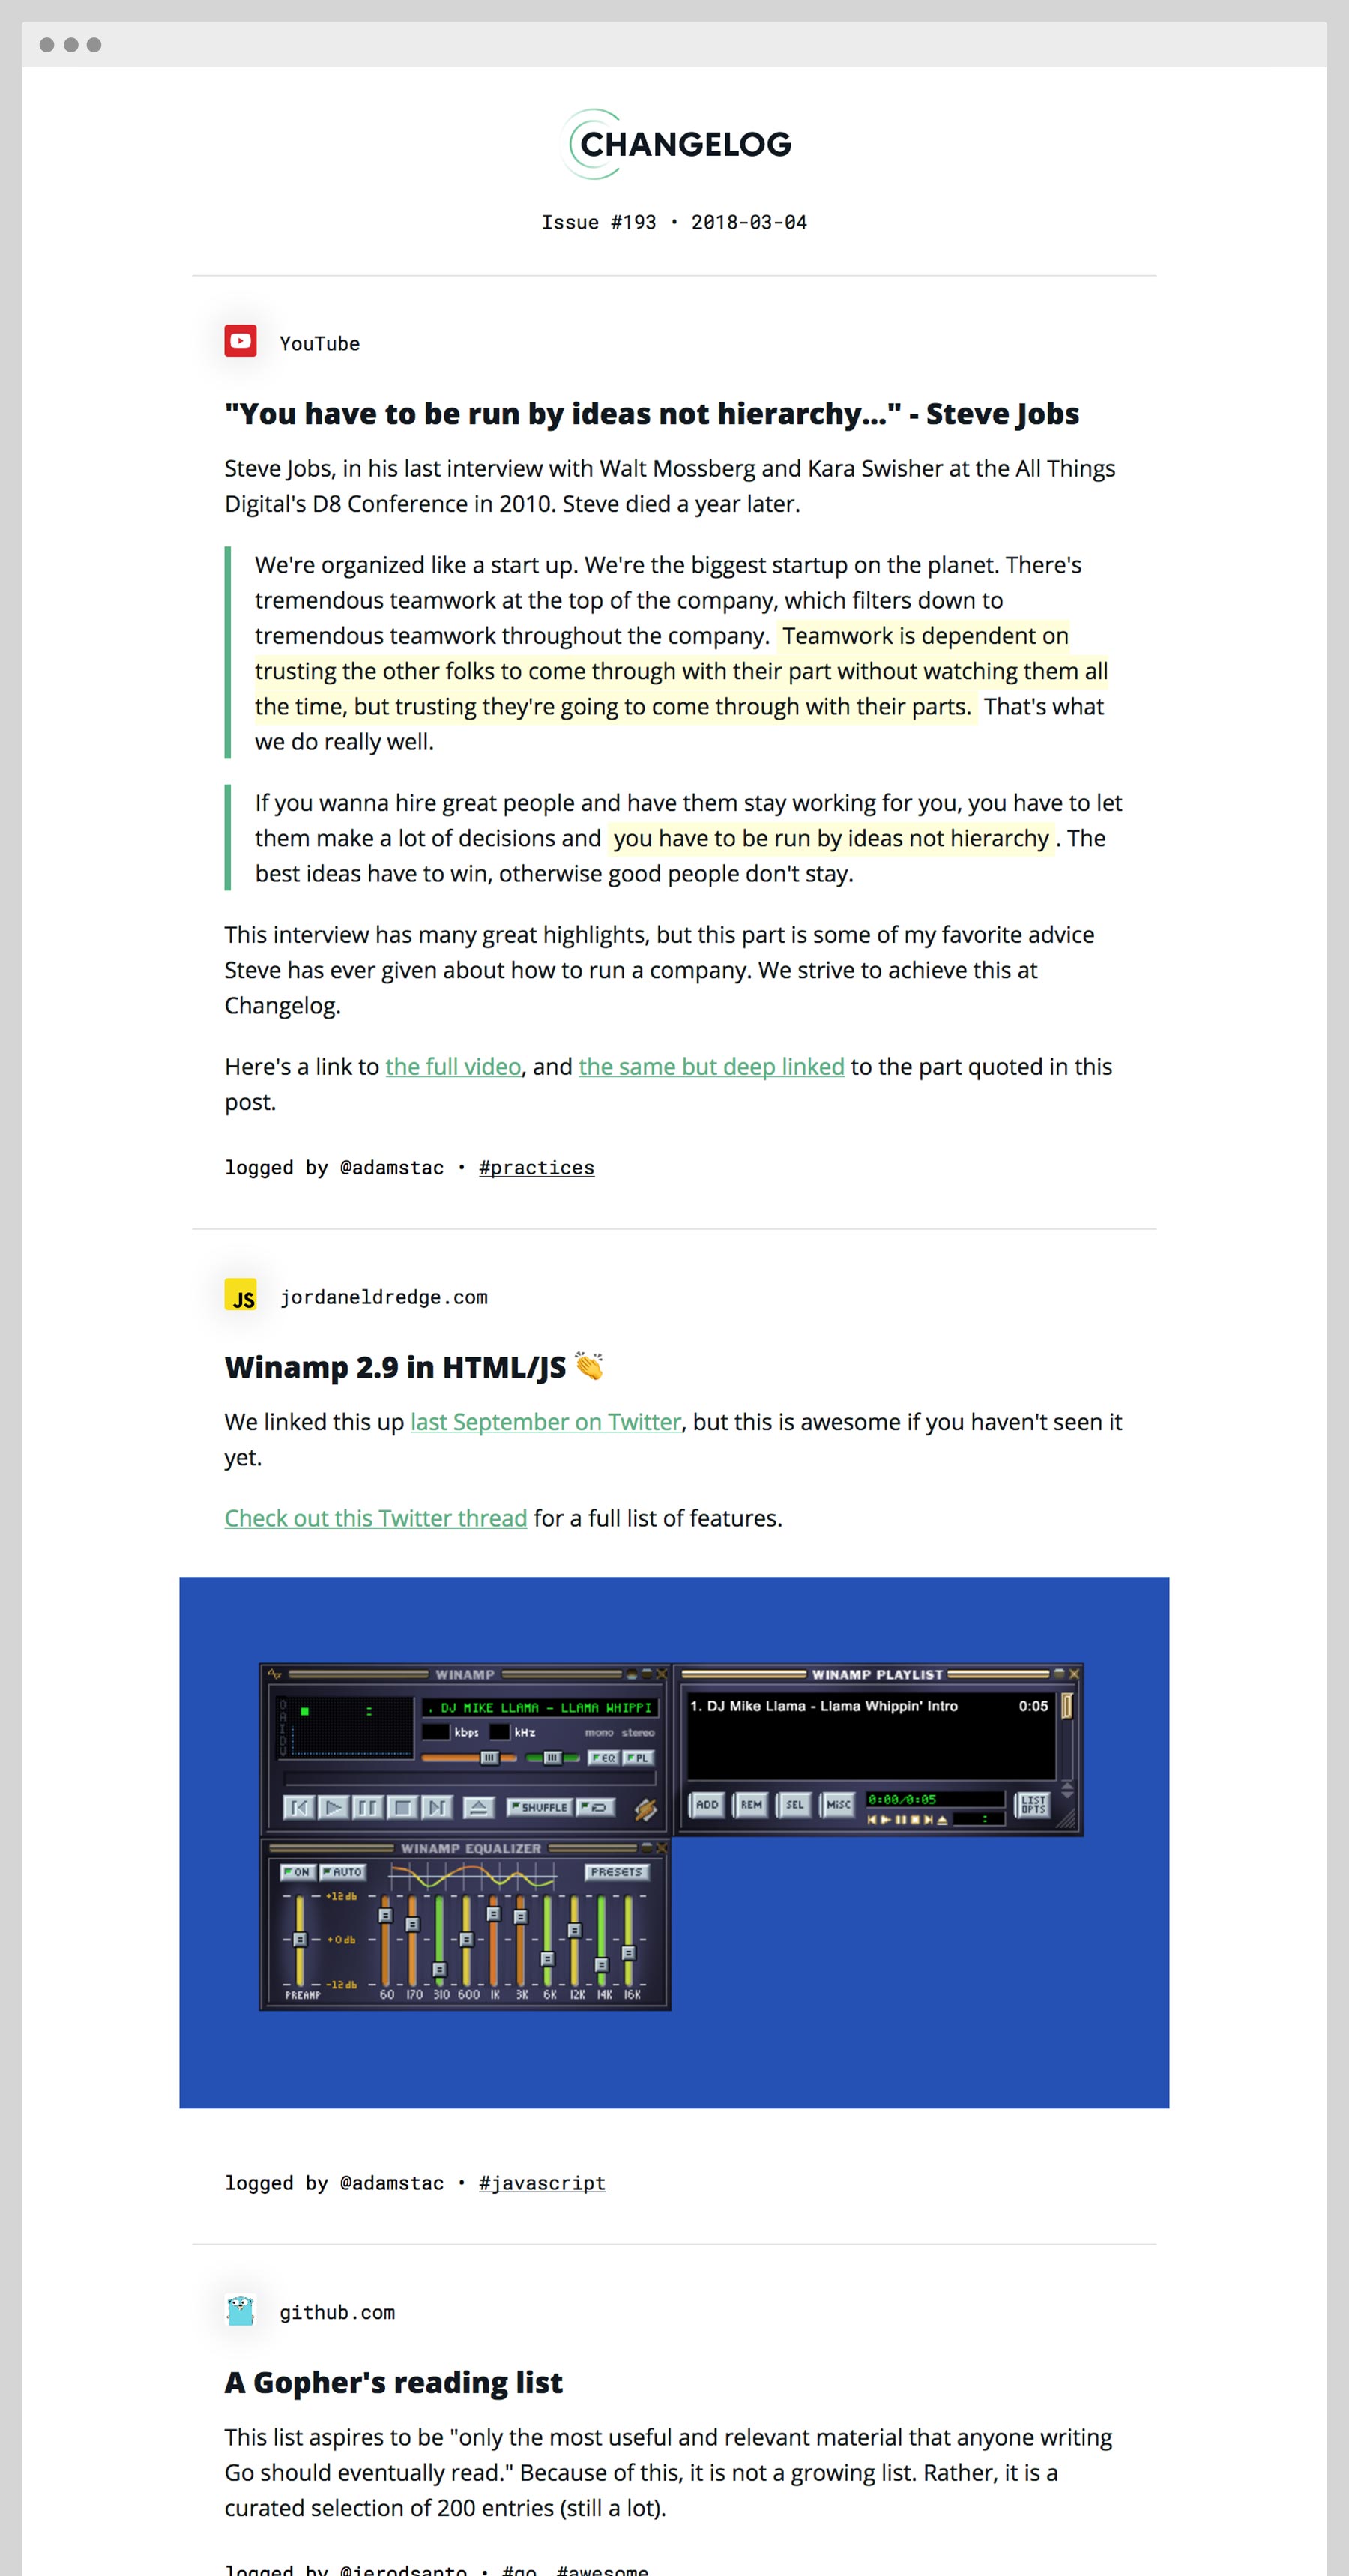 CHANGELOG
Issue #193 • 2018-03-04
YouTube
"You have to be run by ideas not hierarchy..." - Steve Jobs
Steve Jobs, in his last interview with Walt Mossberg and Kara Swisher at the All Things
Digital's D8 Conference in 2010. Steve died a year later.
We're organized like a start up. We're the biggest startup on the planet. There's
tremendous teamwork at the top of the company, which filters down to
tremendous teamwork throughout the company. Teamwork is dependent on
trusting the other folks to come through with their part without watching them all
the time, but trusting they're going to come through with their parts. That's what
we do really well.
If you wanna hire great people and have them stay working for you, you have to let
them make a lot of decisions and you have to be run by ideas not hierarchy . The
best ideas have to win, otherwise good people don't stay.
This interview has many great highlights, but this part is some of my favorite advice
Steve has ever given about how to run a company. We strive to achieve this at
Changelog.
Here's a link to the full video, and the same but deep linked to the part quoted in this
post.
logged by @adamstac • #practices
JS
jordaneldredge.com
Winamp 2.9 in HTML/JS 👏
We linked this up last September on Twitter, but this is awesome if you haven't seen it
yet.
Check out this Twitter thread for a full list of features.
WINAMP
O
A
I
D
V
. DJ MIKE LLAMA - LLAMA WHIPPI
kbps kHz mono stereo
EQ PL
SHUFFLE
WINAMP PLAYLIST
1. DJ Mike Llama - Llama Whippin' Intro 0:05
ADD REM SEL MISC 0:00/0:05 LIST
OPTS
WINAMP EQUALIZER
ON AUTO PRESETS
+12db
+0db
-12db
PREAMP 60 170 310 600 1K 3K 6K 12K 14K 16K
logged by @adamstac • #javascript
github.com
A Gopher's reading list
This list aspires to be "only the most useful and relevant material that anyone writing
Go should eventually read." Because of this, it is not a growing list. Rather, it is a
curated selection of 200 entries (still a lot).
logged by @jerodsanto • #go, #awesome